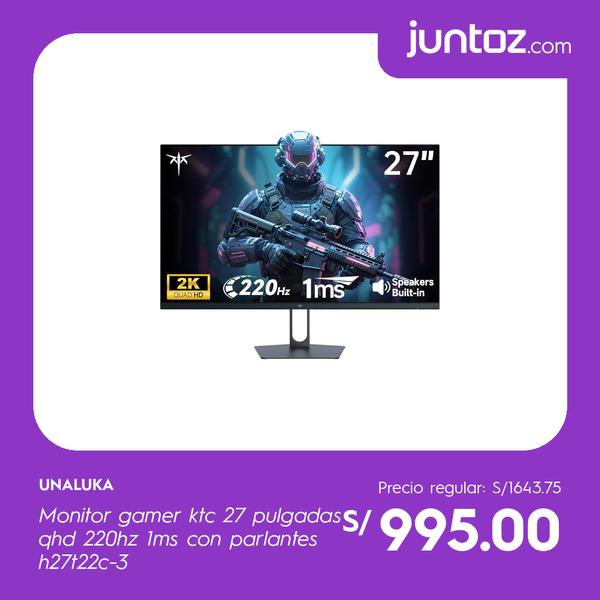 juntoz.com
27"
2K
QUAD HD
220Hz
1ms
Speakers
Built-in
UNALUKA
Precio regular: S/1643.75
Monitor gamer ktc 27 pulgadas
qhd 220hz 1ms con parlantes
h27t22c-3
S/ 995.00